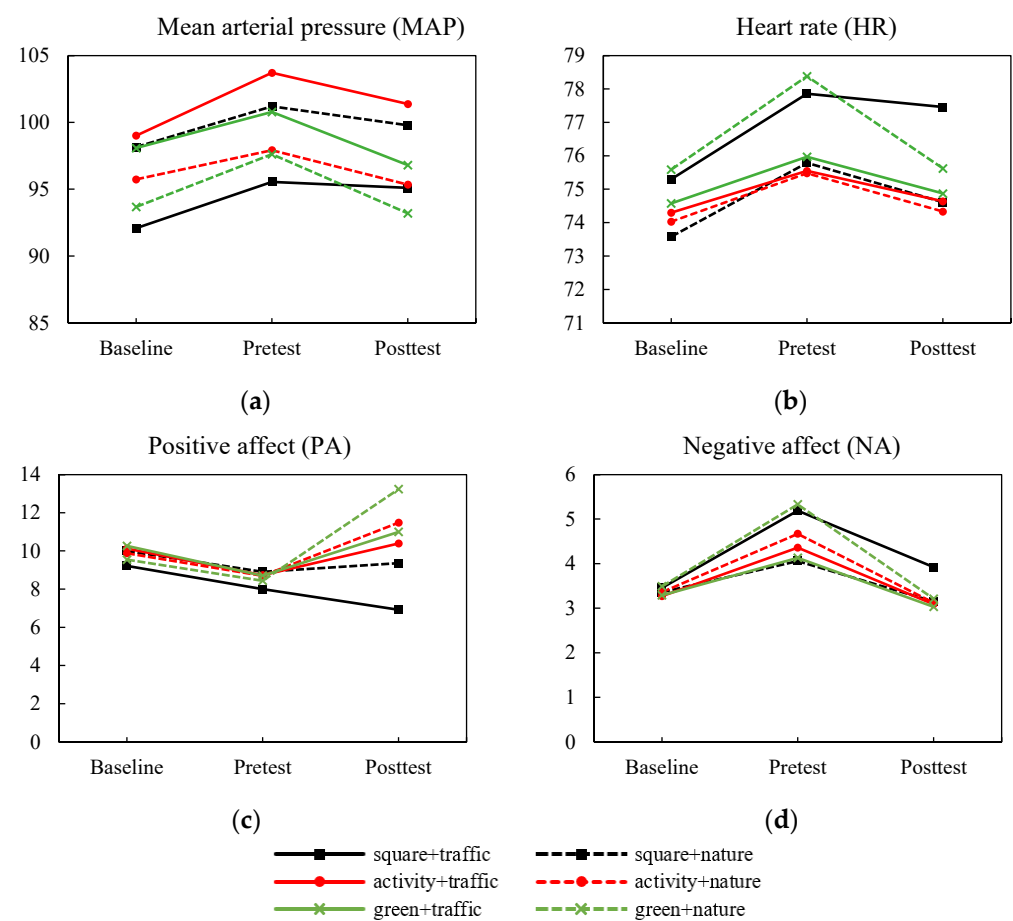 Mean arterial pressure (MAP)
105
100
95
90
85
Baseline Pretest Posttest
(a)
Heart rate (HR)
79
78
77
76
75
74
73
72
71
Baseline Pretest Posttest
(b)
Positive affect (PA)
14
12
10
8
6
4
2
0
Baseline Pretest Posttest
(c)
Negative affect (NA)
6
5
4
3
2
1
0
Baseline Pretest Posttest
(d)
square+traffic square+nature
activity+traffic activity+nature
green+traffic green+nature